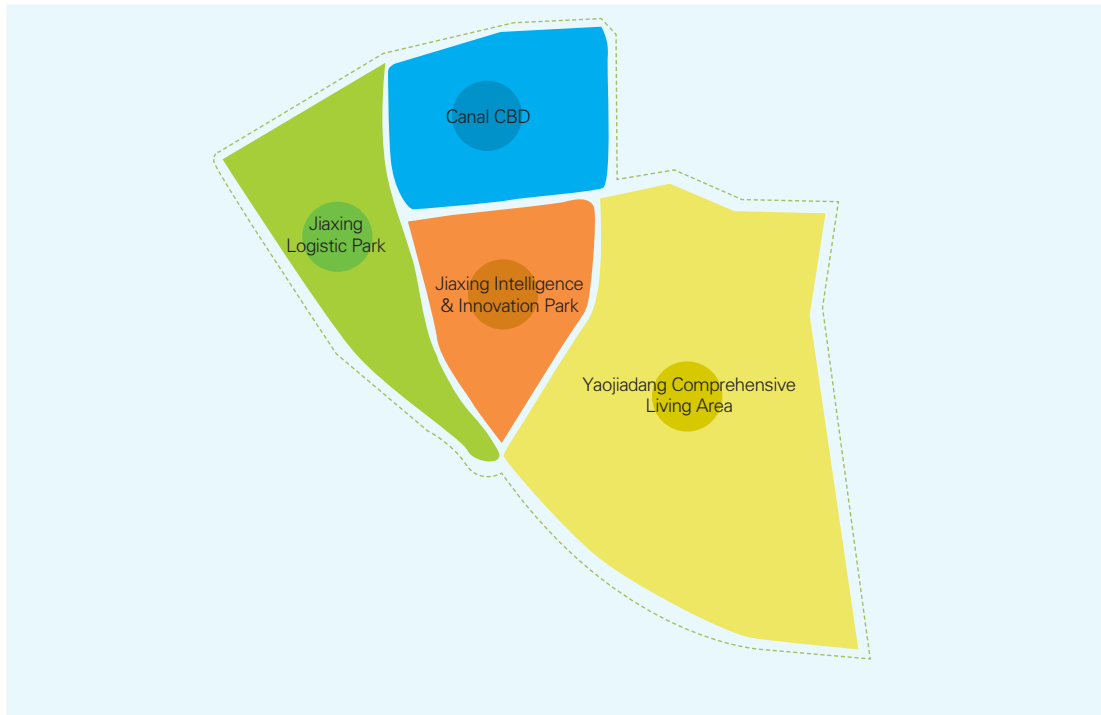 Canal CBD
Jiaxing
Logistic Park
Jiaxing Intelligence
& Innovation Park
Yaojiadang Comprehensive
Living Area